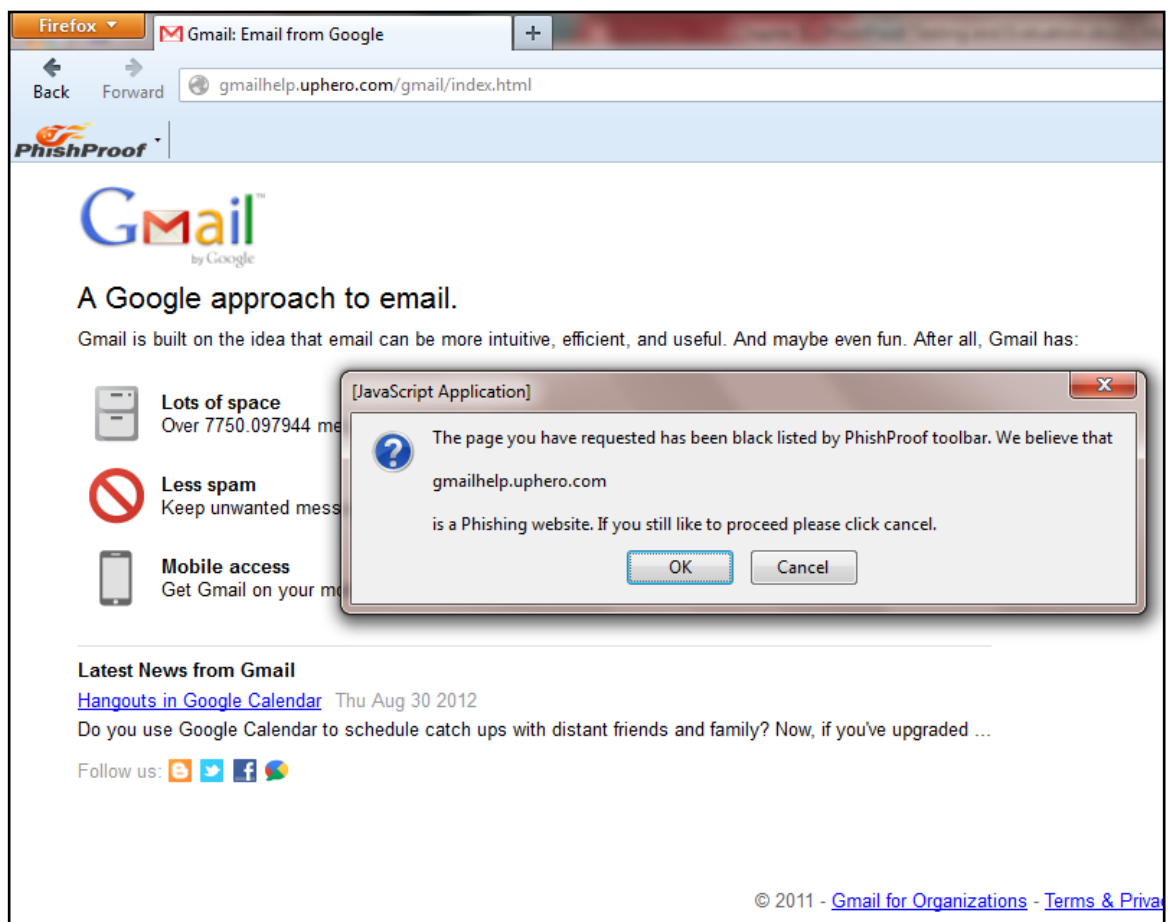 Firefox
Gmail: Email from Google
Back
Forward
gmailhelp.uphero.com/gmail/index.html
PhishProof
Gmail™
by Google
A Google approach to email.
Gmail is built on the idea that email can be more intuitive, efficient, and useful. And maybe even fun. After all, Gmail has:
Lots of space
Over 7750.097944
Less spam
Keep unwanted
Mobile access
Get Gmail on your
[JavaScript Application]
The page you have requested has been black listed by PhishProof toolbar. We believe that
gmailhelp.uphero.com
is a Phishing website. If you still like to proceed please click cancel.
OK
Cancel
Latest News from Gmail
Hangouts in Google Calendar Thu Aug 30 2012
Do you use Google Calendar to schedule catch ups with distant friends and family? Now, if you've upgraded ...
Follow us:
© 2011 - Gmail for Organizations - Terms &